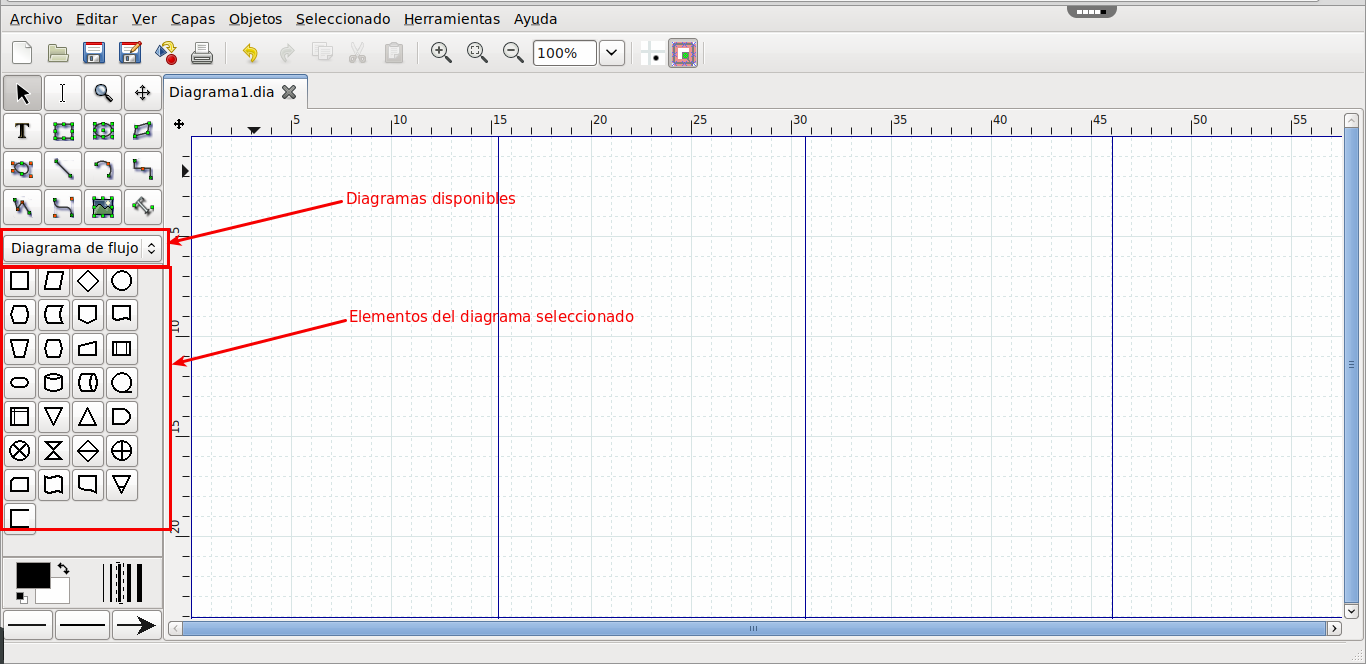 Archivo Editar Ver Capas Objetos Seleccionado Herramientas Ayuda
100%
Diagrama1.dia
5 10 15 20 25 30 35 40 45 50 55
T
Diagramas disponibles
5
Diagrama de flujo
Elementos del diagrama seleccionado
10
15
20